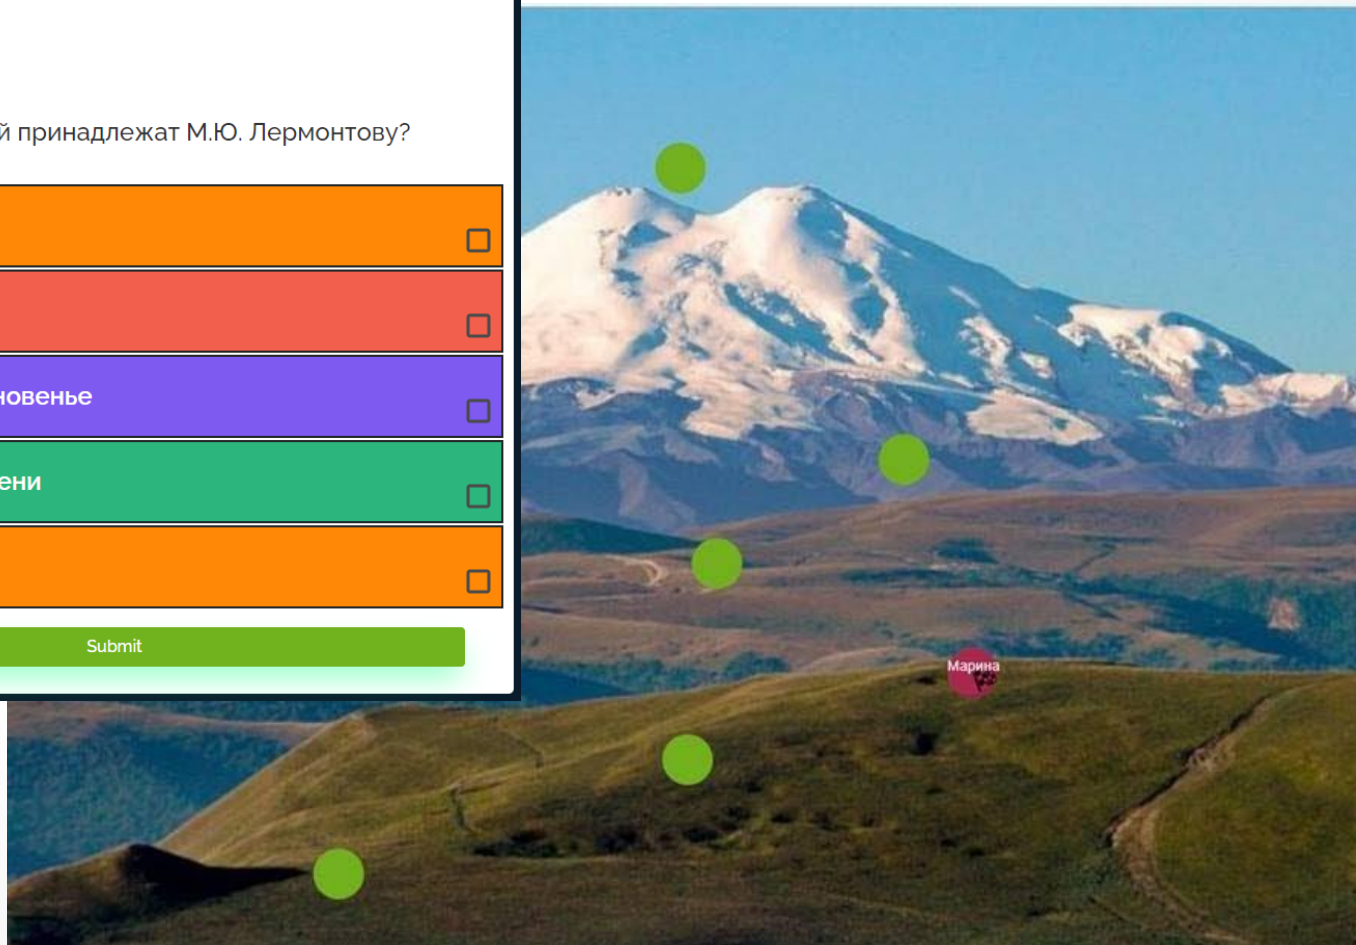 й принадлежат М.Ю. Лермонтову?
новенье
ени
Submit
Марина